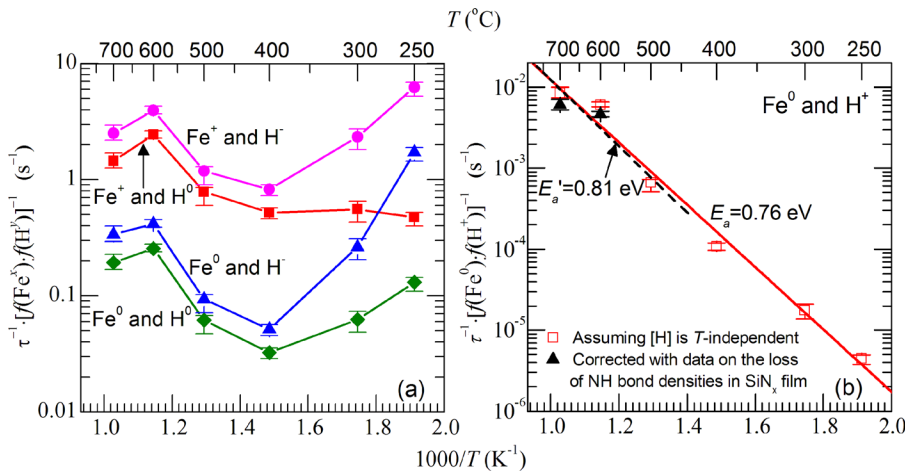 T (°C)
700 600 500 400 300 250
10
1
0.1
0.01
τ⁻¹·[f(Feˣ)·f(Hʸ)]⁻¹ (s⁻¹)
Fe⁺ and H⁻
Fe⁺ and H⁰
Fe⁰ and H⁻
Fe⁰ and H⁰
(a)
1.0 1.2 1.4 1.6 1.8 2.0
700 600 500 400 300 250
10⁻²
10⁻³
10⁻⁴
10⁻⁵
10⁻⁶
τ⁻¹·[f(Fe⁰)·f(H⁺)]⁻¹ (s⁻¹)
Fe⁰ and H⁺
Eₐ'=0.81 eV
Eₐ=0.76 eV
Assuming [H] is T-independent
Corrected with data on the loss
of NH bond densities in SiNₓ film
(b)
1.0 1.2 1.4 1.6 1.8 2.0
1000/T (K⁻¹)